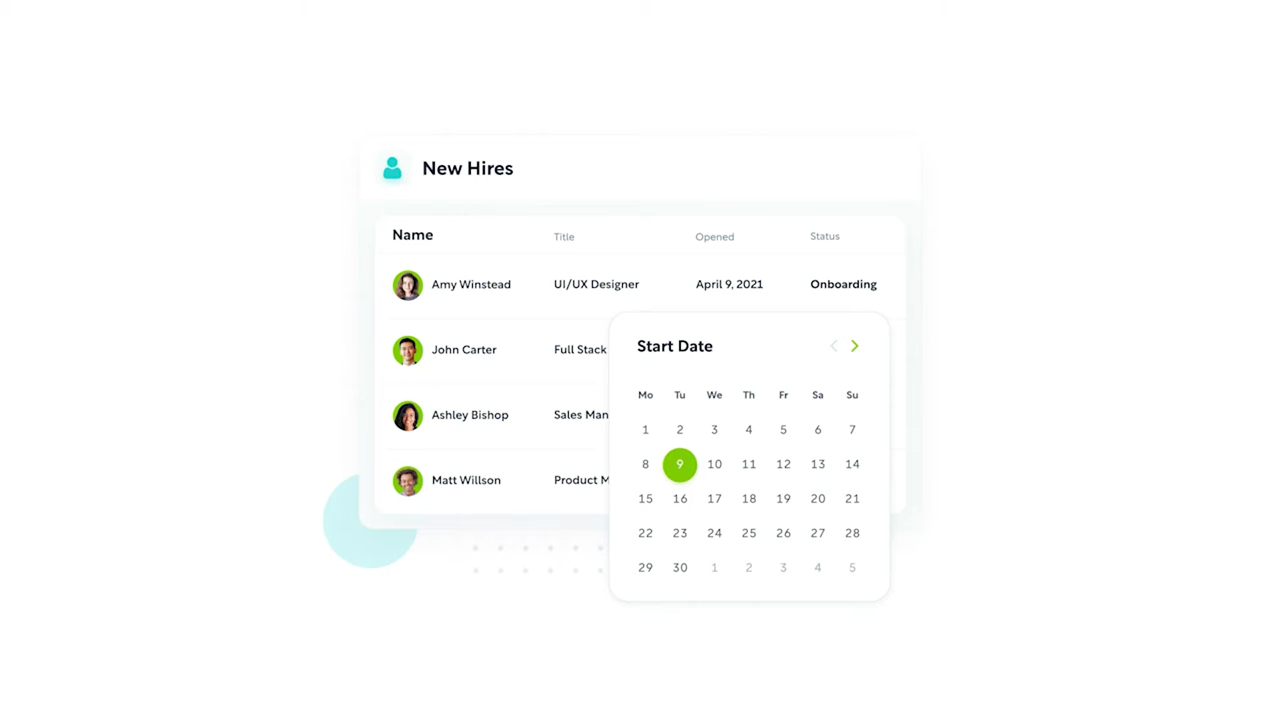 New Hires
Name Title Opened Status
Amy Winstead UI/UX Designer April 9, 2021 Onboarding
John Carter Full Stack
Ashley Bishop Sales Man
Matt Willson Product M
Start Date
Mo Tu We Th Fr Sa Su
1 2 3 4 5 6 7
8 9 10 11 12 13 14
15 16 17 18 19 20 21
22 23 24 25 26 27 28
29 30 1 2 3 4 5